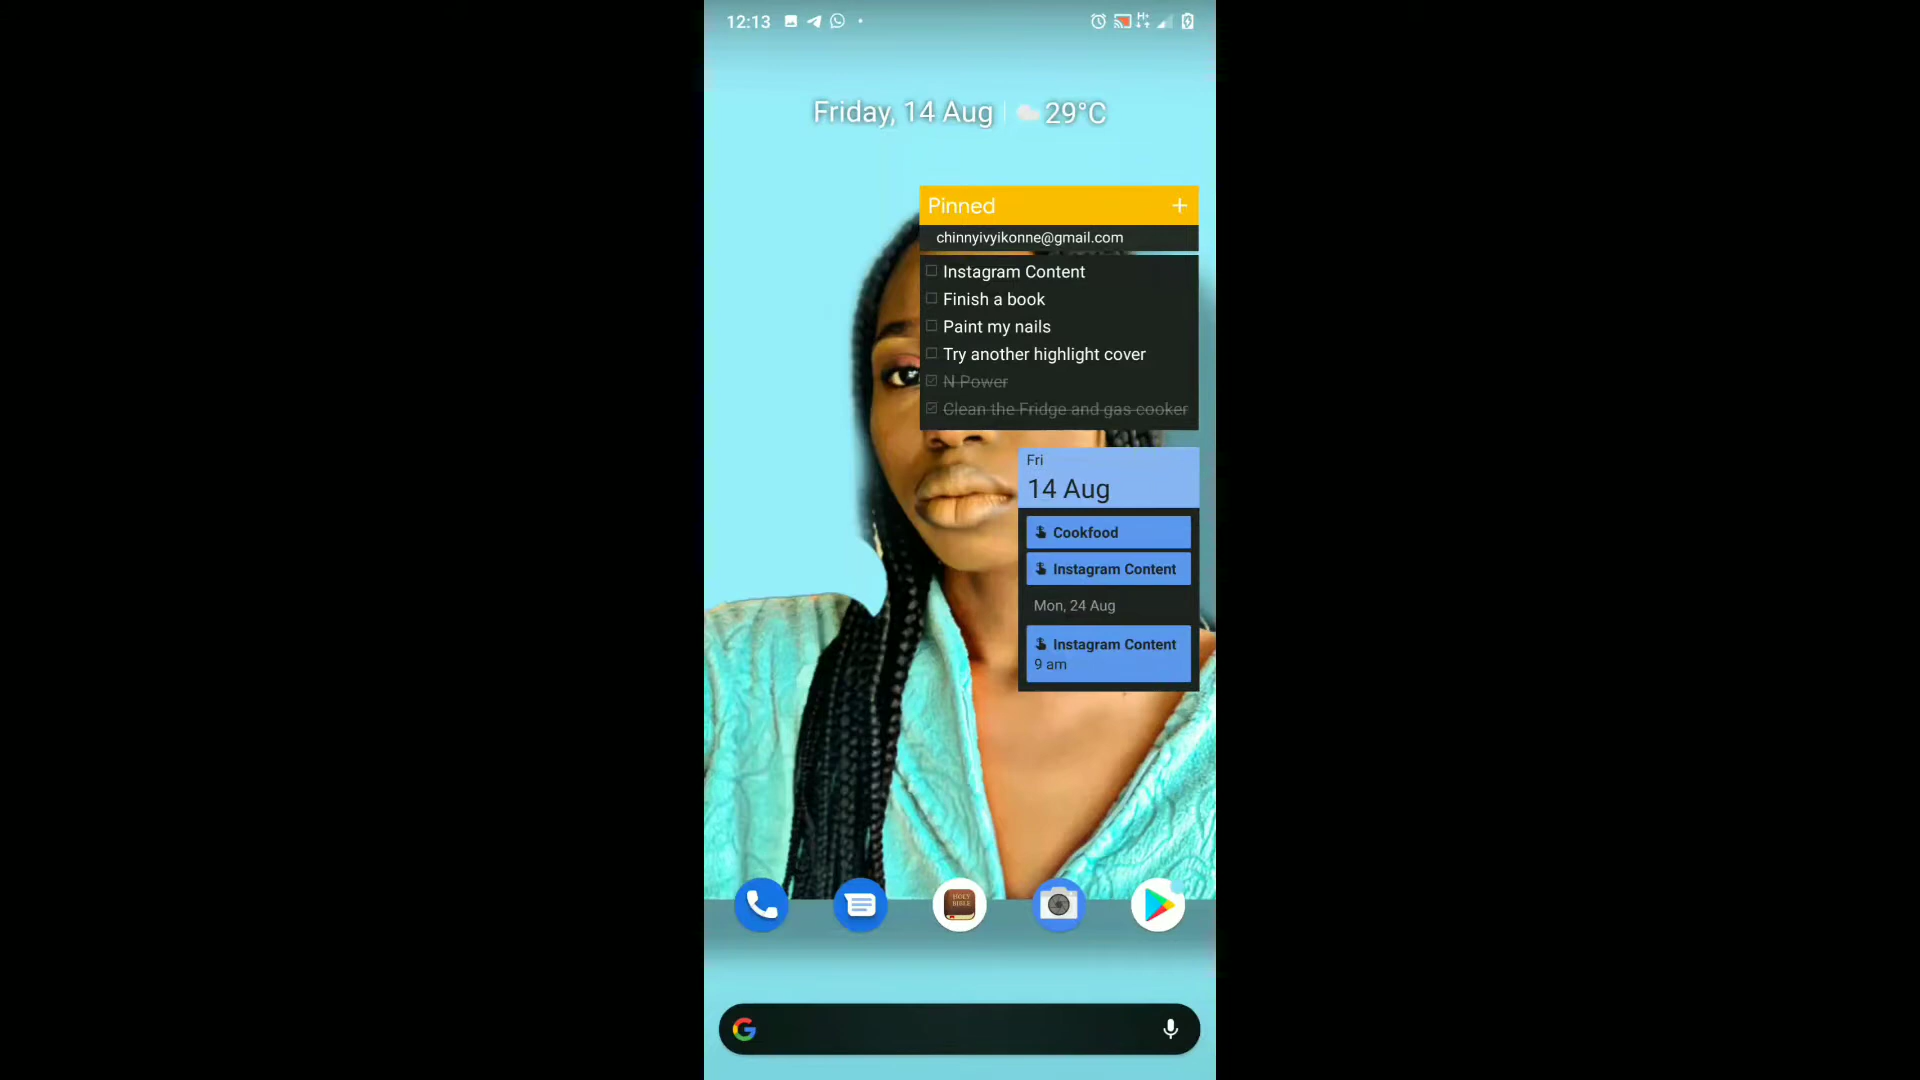 12:13
H+
Friday, 14 Aug
29°C
Pinned
+
chinnyivyikonne@gmail.com
Instagram Content
Finish a book
Paint my nails
Try another highlight cover
N Power
Clean the Fridge and gas cooker
Fri
14 Aug
Cookfood
Instagram Content
Mon, 24 Aug
Instagram Content
9 am
HOLY
BIBLE
G